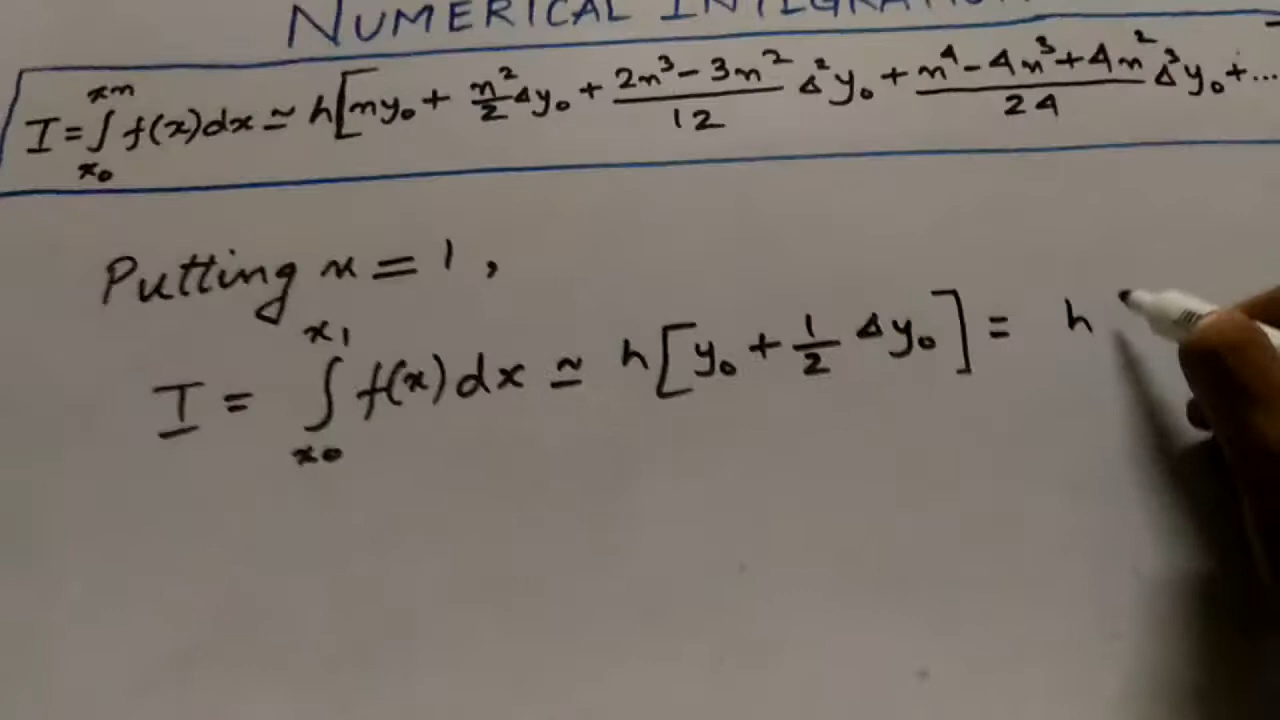 NUMERICAL INTEGRATION
I = ∫_{x₀}^{xₙ} f(x)dx ≃ h[ny₀ + n²/2 Δy₀ + (2n³ - 3n²)/12 Δ²y₀ + (n⁴ - 4n³ + 4n²)/24 Δ³y₀ + ...
Putting n = 1,
I = ∫_{x₀}^{x₁} f(x)dx ≃ h[y₀ + 1/2 Δy₀] = h